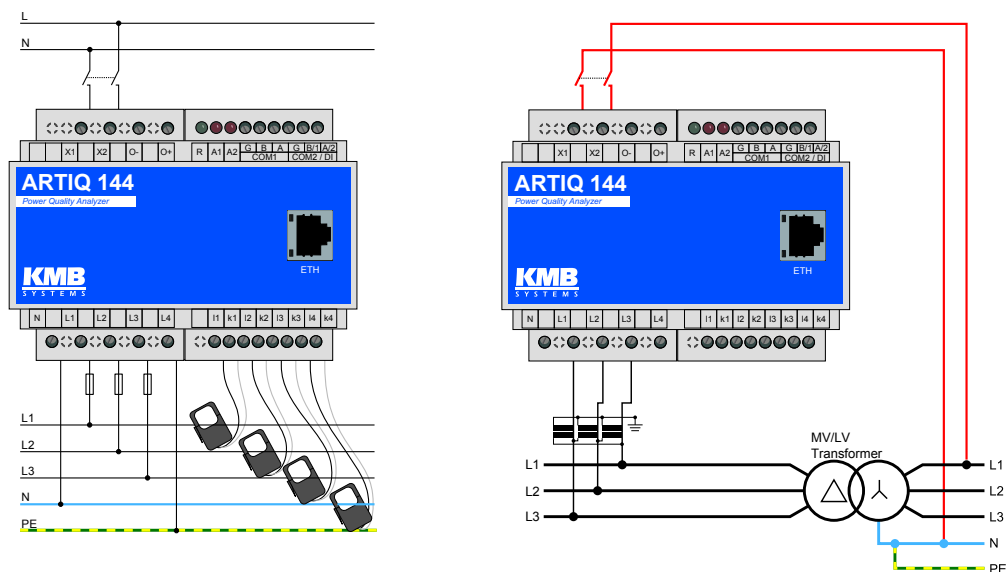 L
N
X1 X2 O- O+ R A1 A2 G B A G B/1 A/2
COM1 COM2 / DI
ARTIQ 144
Power Quality Analyzer
ETH
KMB
SYSTEMS
N L1 L2 L3 L4 I1 k1 I2 k2 I3 k3 I4 k4
L1
L2
L3
N
PE
X1 X2 O- O+ R A1 A2 G B A G B/1 A/2
COM1 COM2 / DI
ARTIQ 144
Power Quality Analyzer
ETH
KMB
SYSTEMS
N L1 L2 L3 L4 I1 k1 I2 k2 I3 k3 I4 k4
MV/LV
Transformer
L1 L1
L2 L2
L3 L3
N
PE